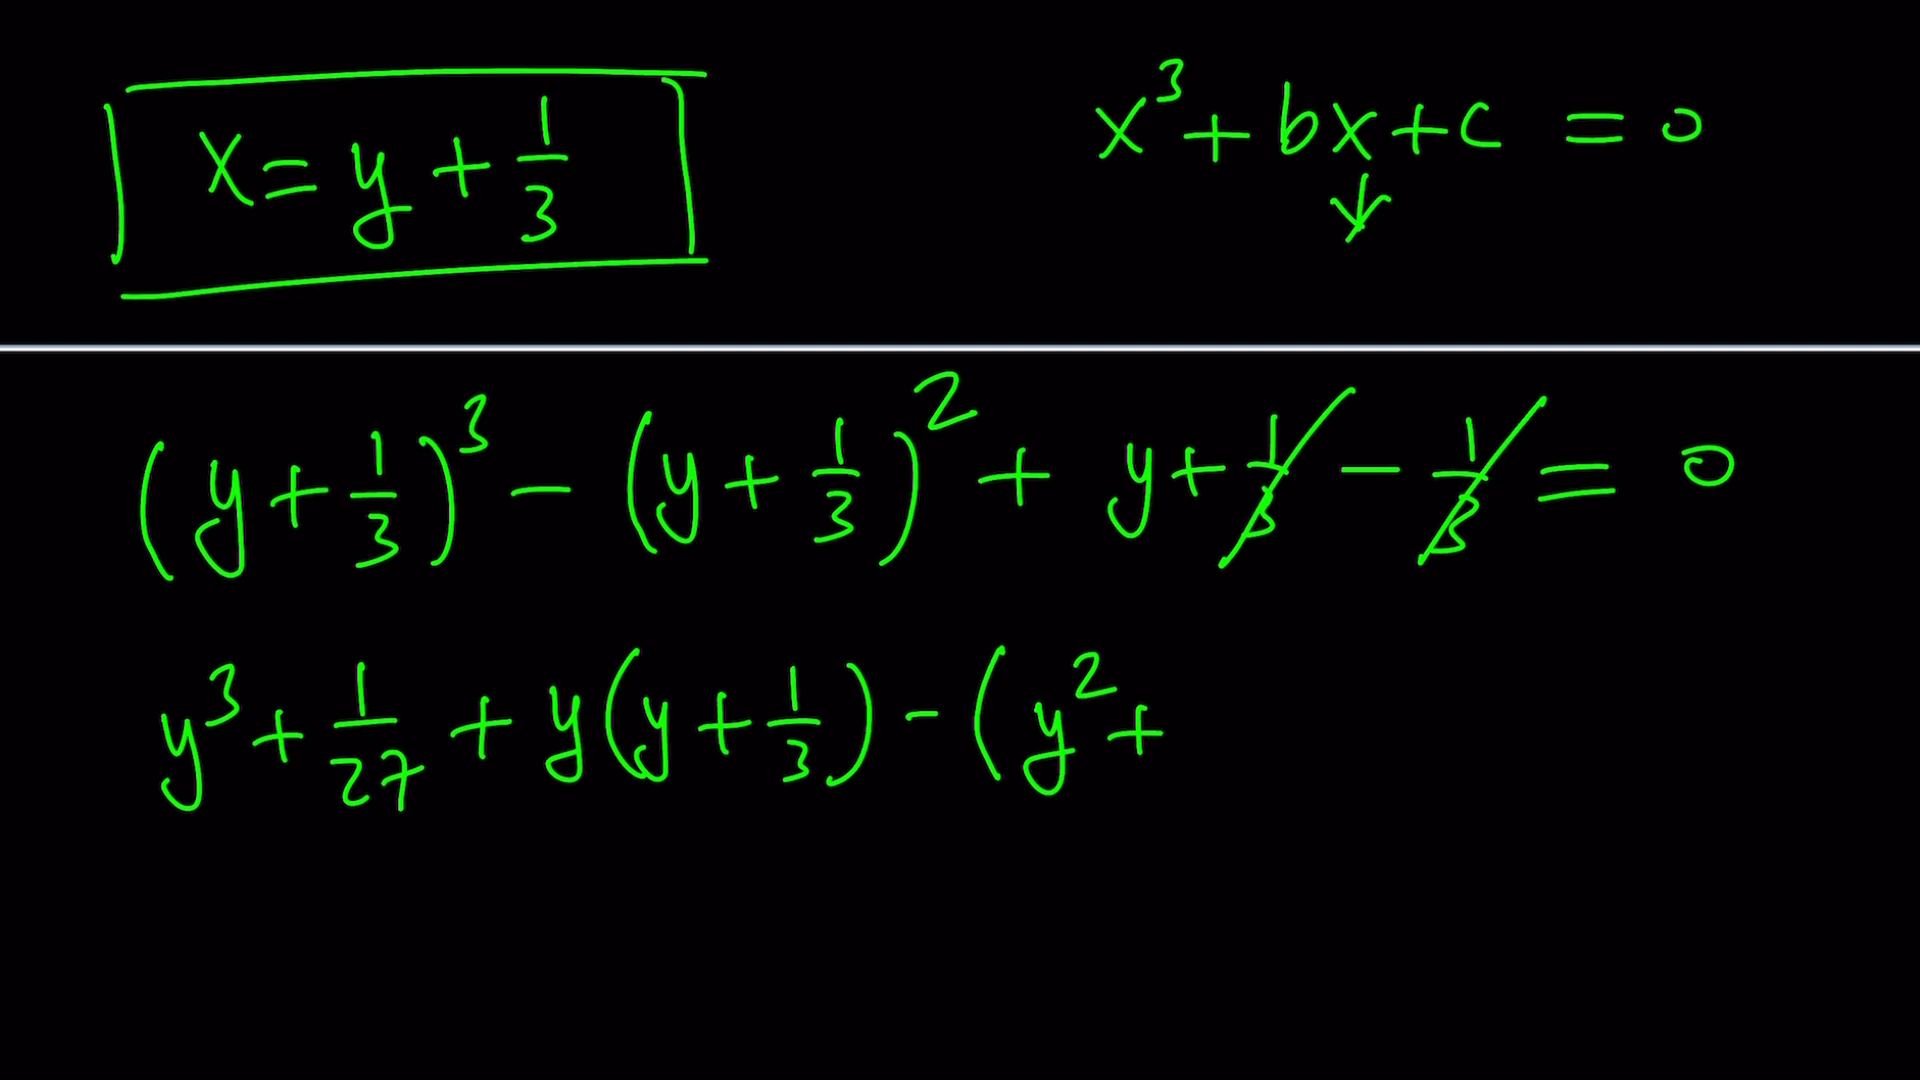 x = y + 1/3
x³ + bx + c = 0
↓
(y + 1/3)³ - (y + 1/3)² + y + 1/3 - 1/3 = 0
y³ + 1/27 + y(y + 1/3) - (y² +